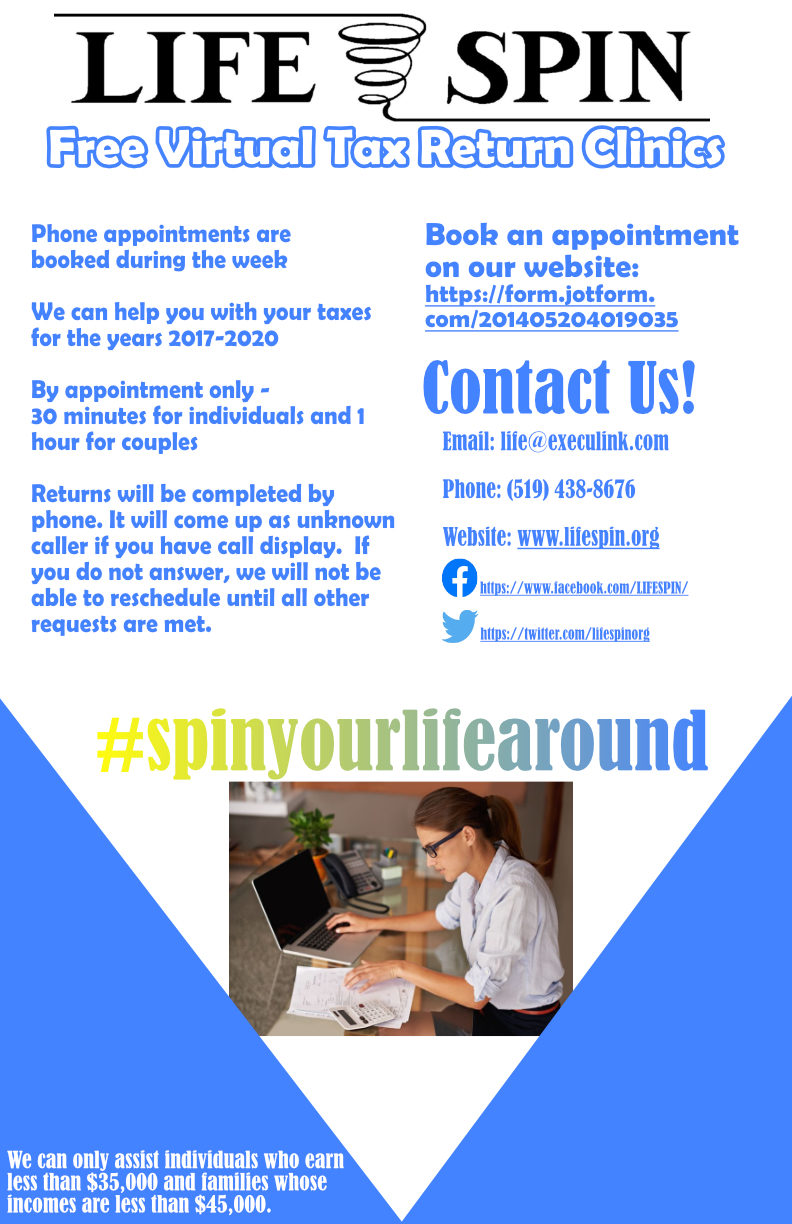 LIFE SPIN
Free Virtual Tax Return Clinics
Phone appointments are
booked during the week
We can help you with your taxes
for the years 2017-2020
By appointment only -
30 minutes for individuals and 1
hour for couples
Returns will be completed by
phone. It will come up as unknown
caller if you have call display. If
you do not answer, we will not be
able to reschedule until all other
requests are met.
Book an appointment
on our website:
https://form.jotform.
com/201405204019035
Contact Us!
Email: life@execulink.com
Phone: (519) 438-8676
Website: www.lifespin.org
https://www.facebook.com/LIFESPIN/
https://twitter.com/lifespinorg
#spinyourlifearound
We can only assist individuals who earn
less than $35,000 and families whose
incomes are less than $45,000.